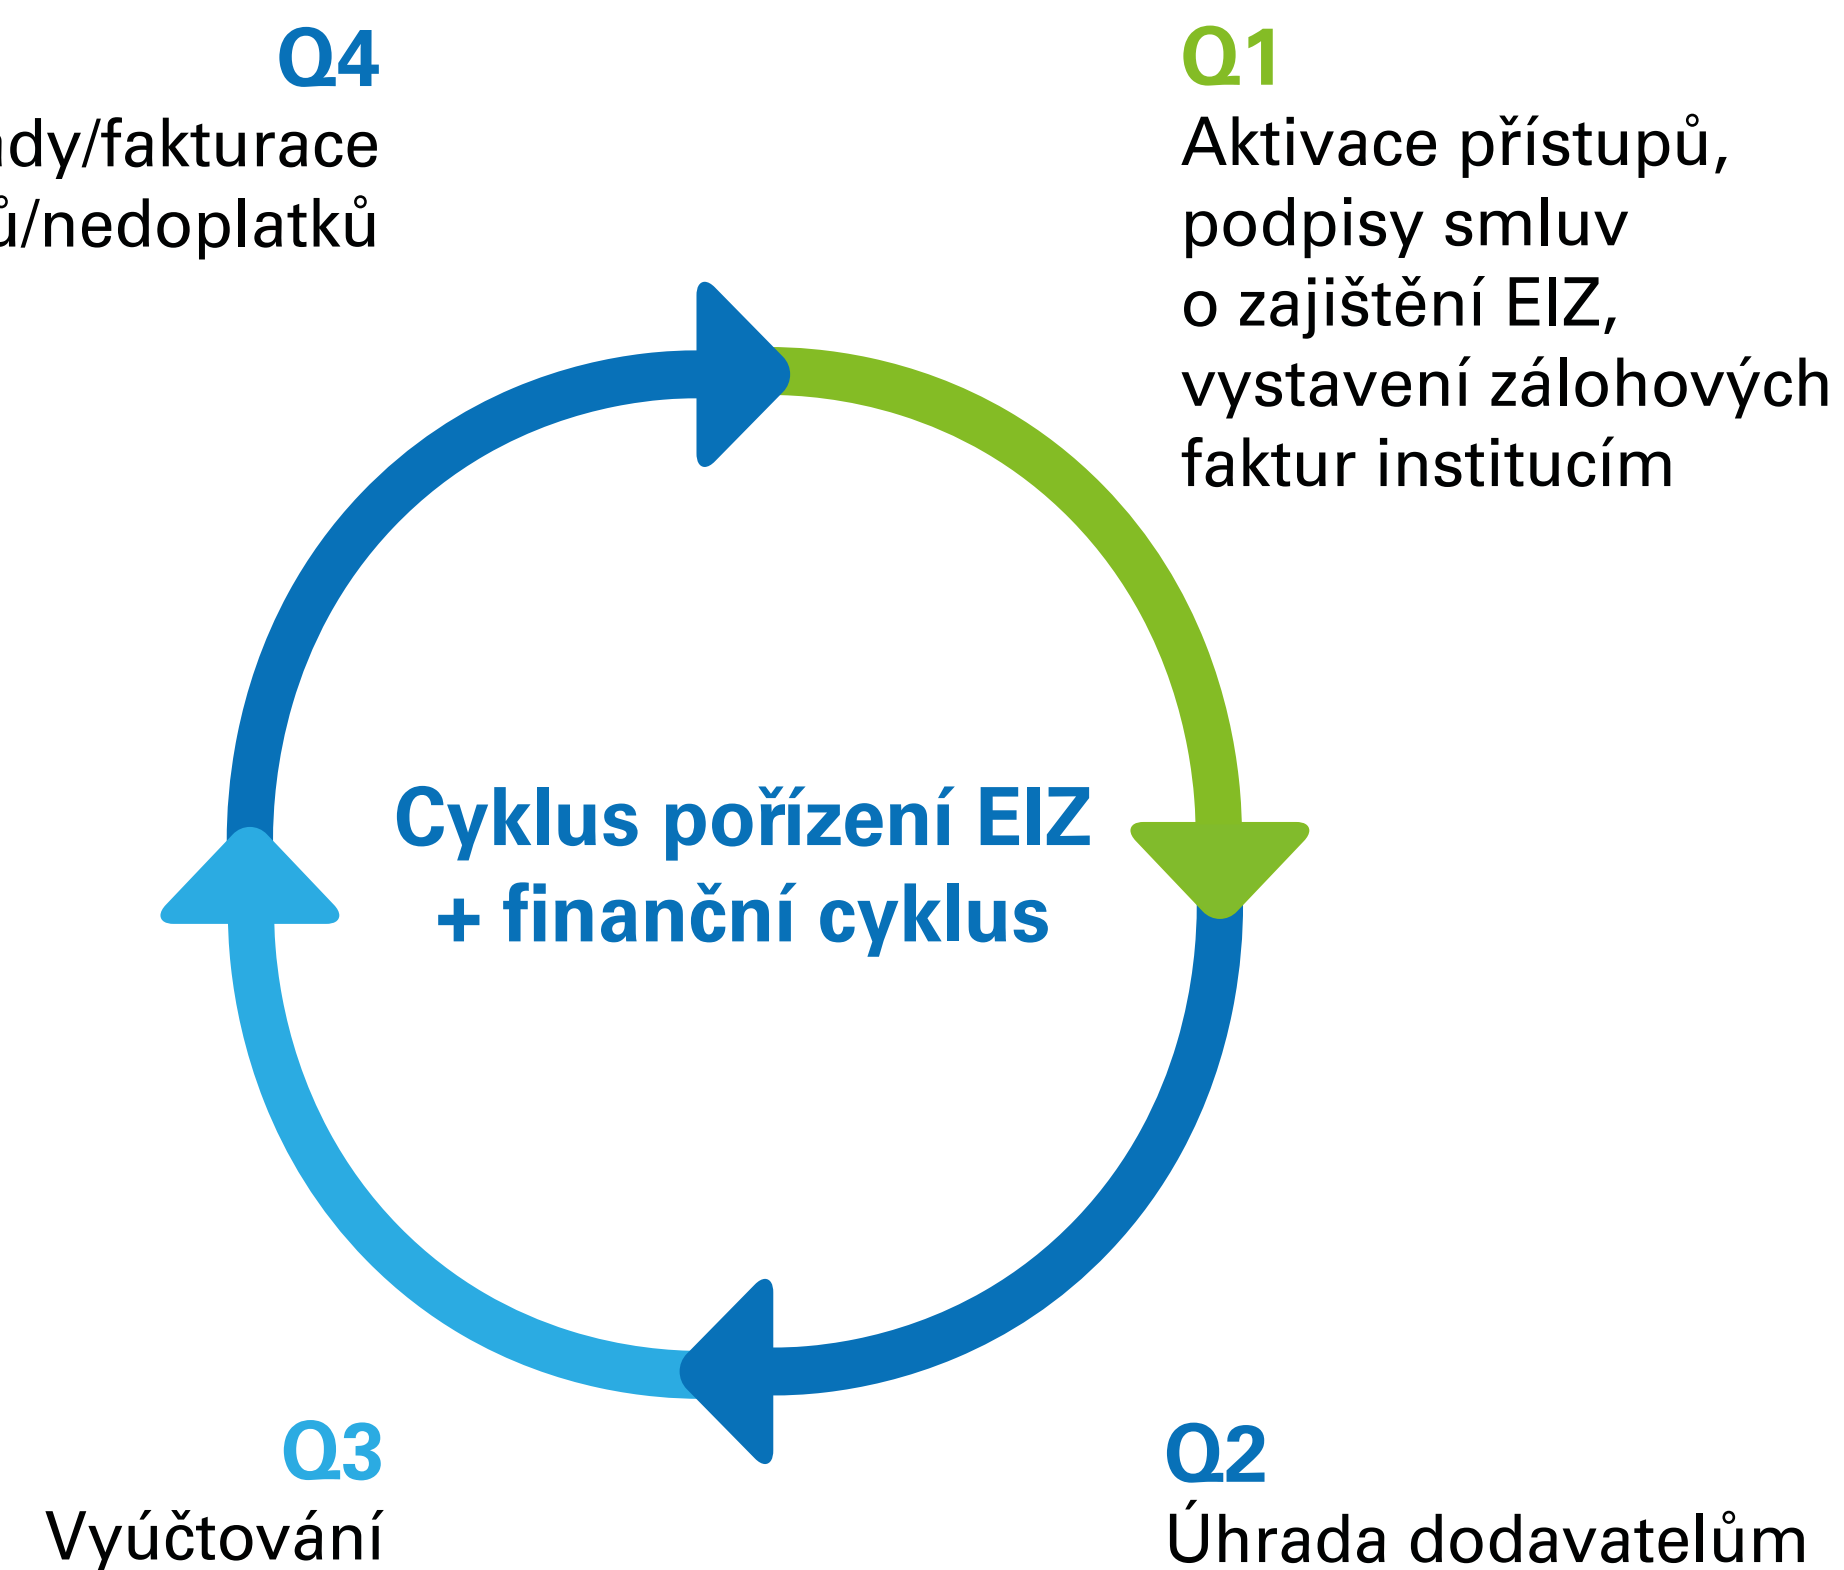 Q4
/fakturace
/nedoplatků
Q1
Aktivace přístupů,
podpisy smluv
o zajištění EIZ,
vystavení zálohových
faktur institucím
Cyklus pořízení EIZ
+ finanční cyklus
Q3
Vyúčtování
Q2
Úhrada dodavatelům